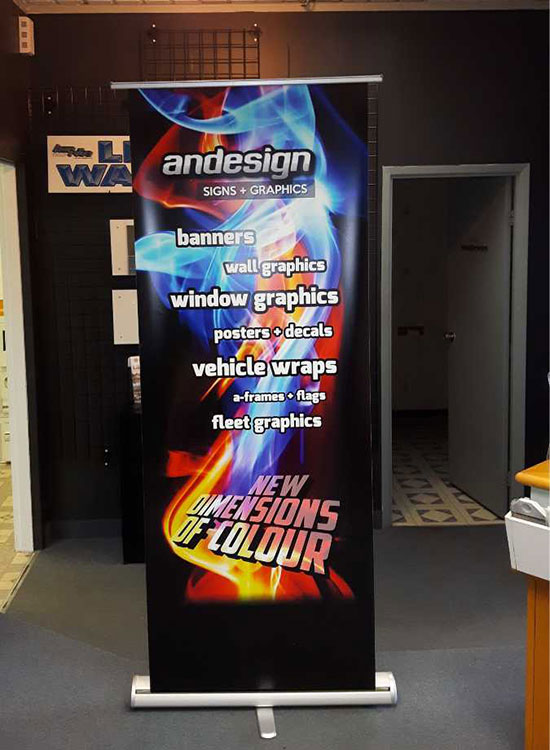 andesign
SIGNS + GRAPHICS
banners
wall graphics
window graphics
posters + decals
vehicle wraps
a-frames + flags
fleet graphics
NEW
DIMENSIONS
OF COLOUR